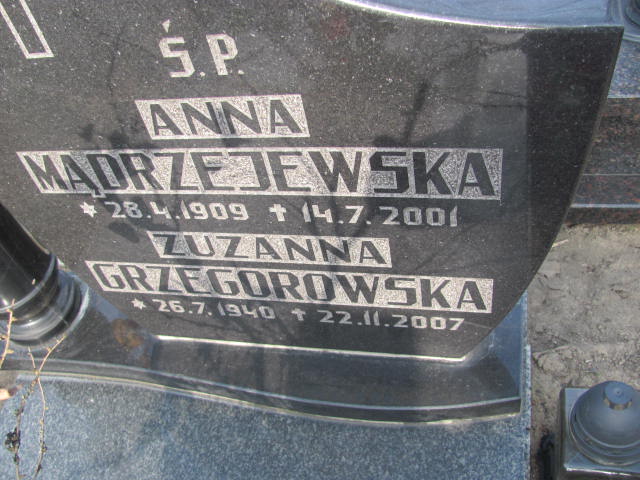 Ś.P.
ANNA
MĄDRZEJEWSKA
* 28.4.1909 ✝ 14.7.2001
ZUZANNA
GRZEGOROWSKA
* 26.7.1940 ✝ 22.11.2007